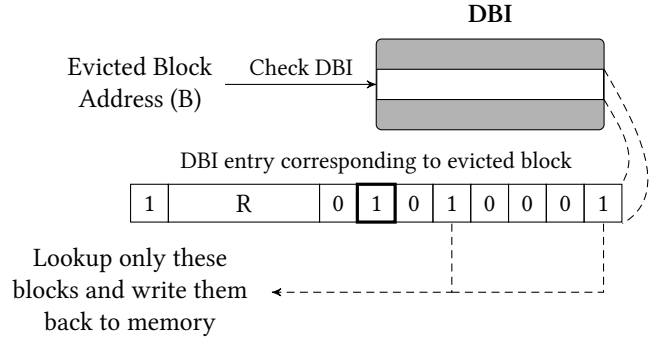 DBI
Evicted Block
Address (B)
Check DBI
DBI entry corresponding to evicted block
1 R 0 1 0 1 0 0 0 1
Lookup only these
blocks and write them
back to memory